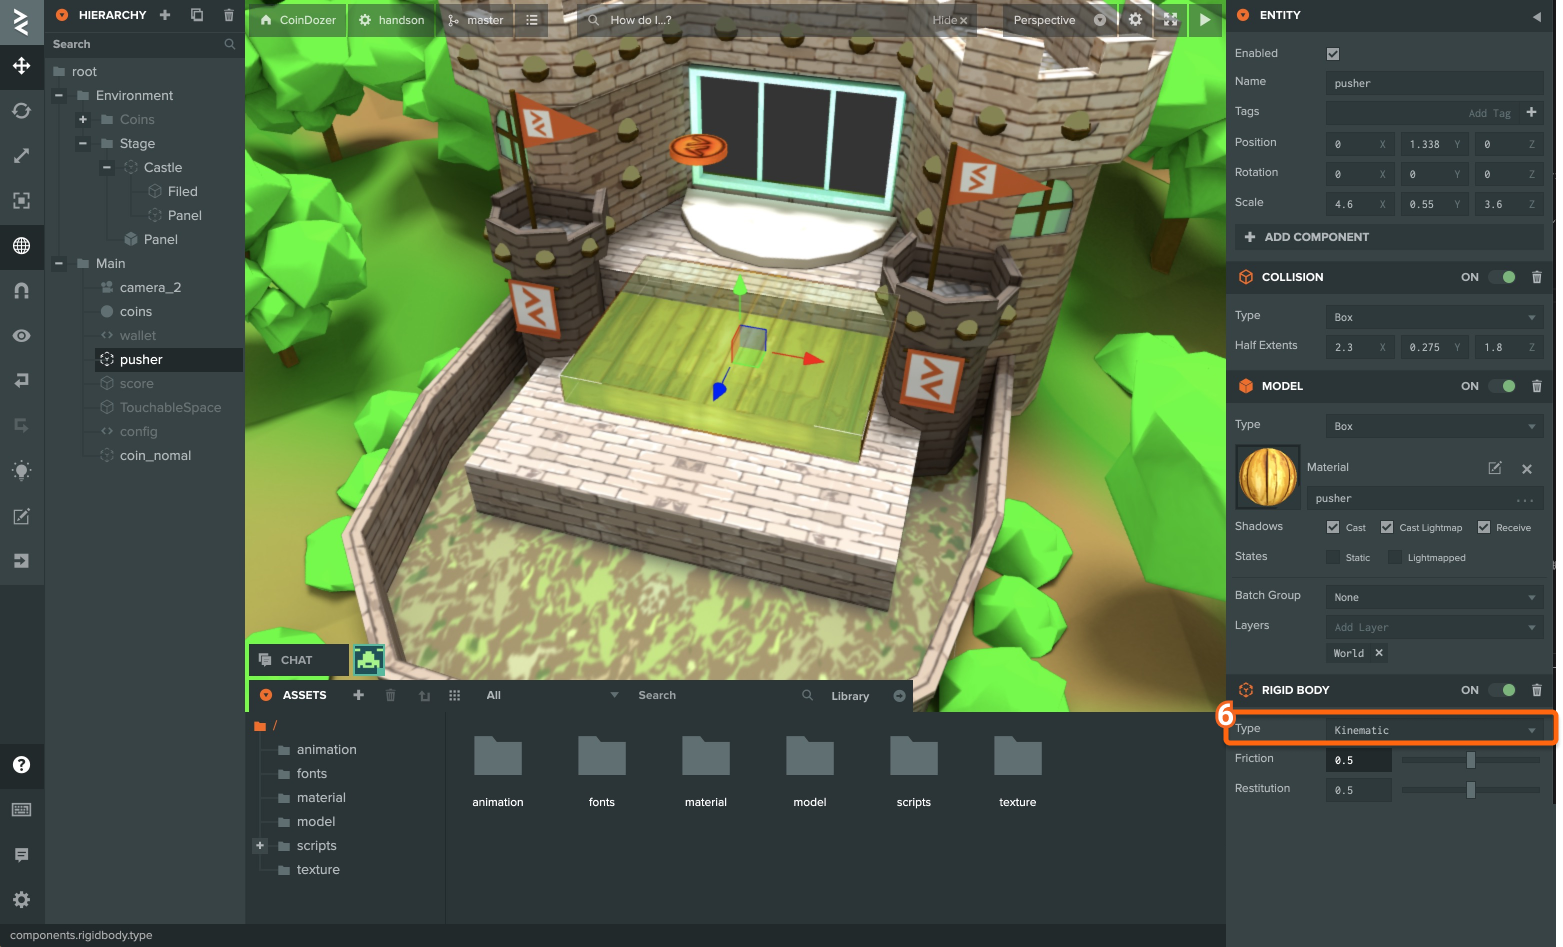 HIERARCHY
Search
root
Environment
Coins
Stage
Castle
Filed
Panel
Panel
Main
camera_2
coins
wallet
pusher
score
TouchableSpace
config
coin_nomal
CoinDozer
handson
master
How do I...?
Hide
Perspective
CHAT
ASSETS
All
Search
Library
/
animation
fonts
material
model
scripts
texture
animation
fonts
material
model
scripts
texture
components.rigidbody.type
ENTITY
Enabled
Name pusher
Tags Add Tag
Position 0 X 1.338 Y 0 Z
Rotation 0 X 0 Y 0 Z
Scale 4.6 X 0.55 Y 3.6 Z
ADD COMPONENT
COLLISION ON
Type Box
Half Extents 2.3 X 0.275 Y 1.8 Z
MODEL ON
Type Box
Material
pusher ...
Shadows Cast Cast Lightmap Receive
States Static Lightmapped
Batch Group None
Layers Add Layer
World
RIGID BODY ON
6
Type Kinematic
Friction 0.5
Restitution 0.5